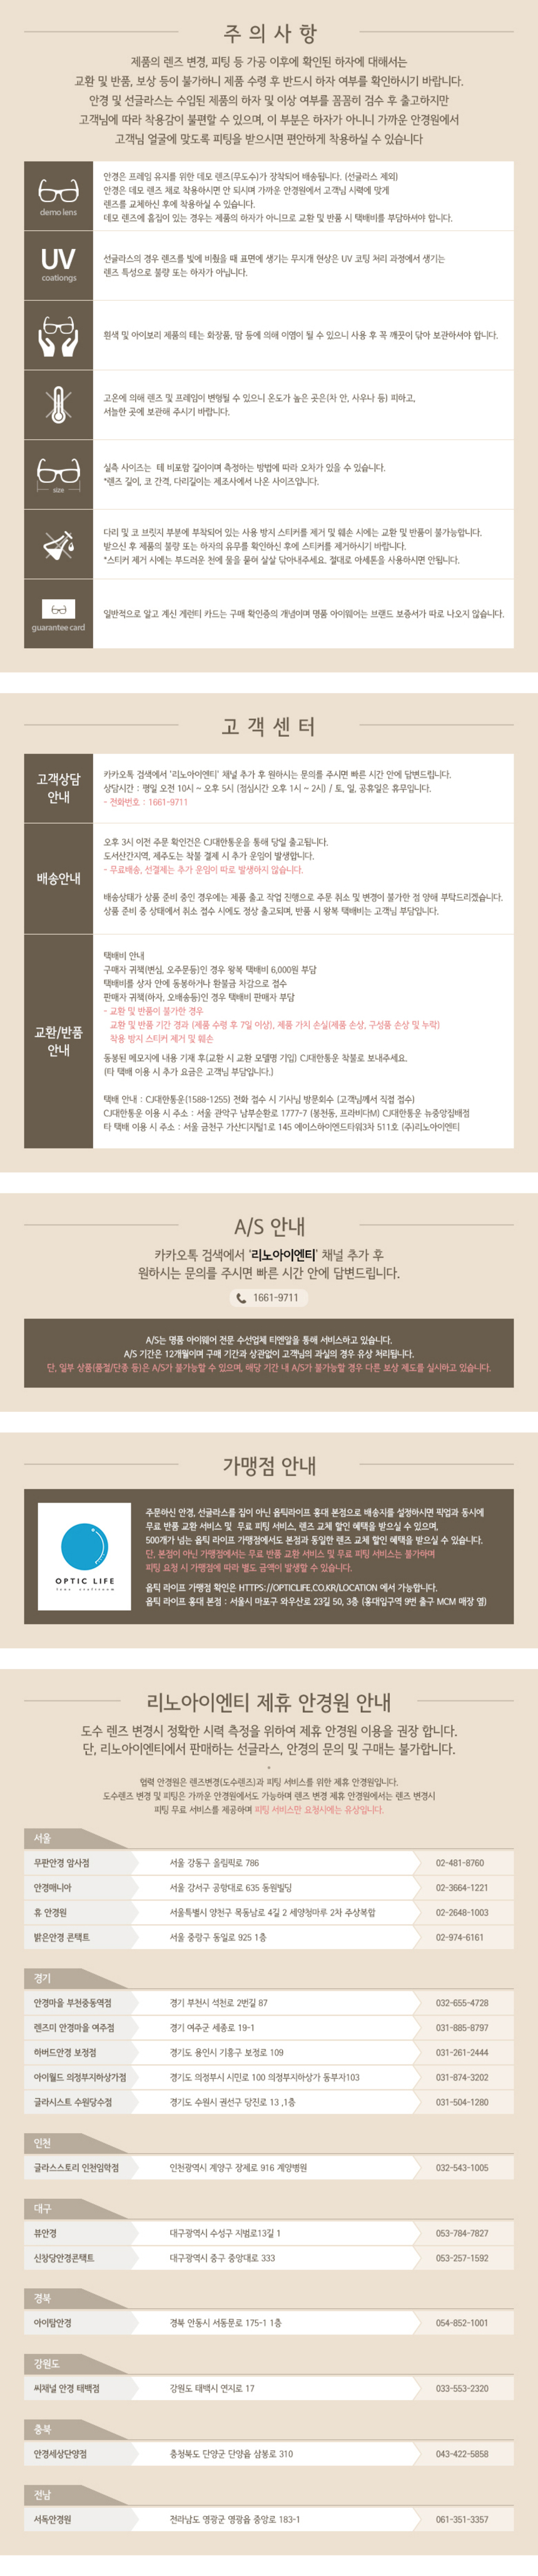 주 의 사 항
제품의 렌즈 변경, 피팅 등 가공 이후에 확인된 하자에 대해서는
교환 및 반품, 보상 등이 불가하니 제품 수령 후 반드시 하자 여부를 확인하시기 바랍니다.
안경 및 선글라스는 수입된 제품의 하자 및 이상 여부를 꼼꼼히 검수 후 출고하지만
고객님에 따라 착용감이 불편할 수 있으며, 이 부분은 하자가 아니니 가까운 안경원에서
고객님 얼굴에 맞도록 피팅을 받으시면 편안하게 착용하실 수 있습니다
demo lens
안경은 프레임 유지를 위한 데모 렌즈(무도수)가 장착되어 배송됩니다. (선글라스 제외)
안경은 데모 렌즈 채로 착용하시면 안 되시며 가까운 안경원에서 고객님 시력에 맞게
렌즈를 교체하신 후에 착용하실 수 있습니다.
데모 렌즈에 흠집이 있는 경우는 제품의 하자가 아니므로 교환 및 반품 시 택배비를 부담하셔야 합니다.
UV
coationgs
선글라스의 경우 렌즈를 빛에 비췄을 때 표면에 생기는 무지개 현상은 UV 코팅 처리 과정에서 생기는
렌즈 특성으로 불량 또는 하자가 아닙니다.
흰색 및 아이보리 제품의 테는 화장품, 땀 등에 의해 이염이 될 수 있으니 사용 후 꼭 깨끗이 닦아 보관하셔야 합니다.
고온에 의해 렌즈 및 프레임이 변형될 수 있으니 온도가 높은 곳은(차 안, 사우나 등) 피하고,
서늘한 곳에 보관해 주시기 바랍니다.
size
실측 사이즈는 테 비포함 길이이며 측정하는 방법에 따라 오차가 있을 수 있습니다.
*렌즈 길이, 코 간격, 다리길이는 제조사에서 나온 사이즈입니다.
다리 및 코 브릿지 부분에 부착되어 있는 사용 방지 스티커를 제거 및 훼손 시에는 교환 및 반품이 불가능합니다.
받으신 후 제품의 불량 또는 하자의 유무를 확인하신 후에 스티커를 제거하시기 바랍니다.
*스티커 제거 시에는 부드러운 천에 물을 묻혀 살살 닦아내주세요. 절대로 아세톤을 사용하시면 안됩니다.
guarantee card
일반적으로 알고 계신 게런티 카드는 구매 확인증의 개념이며 명품 아이웨어는 브랜드 보증서가 따로 나오지 않습니다.
고 객 센 터
고객상담
안내
카카오톡 검색에서 '리노아이엔티' 채널 추가 후 원하시는 문의를 주시면 빠른 시간 안에 답변드립니다.
상담시간 : 평일 오전 10시 ~ 오후 5시 (점심시간 오후 1시 ~ 2시) / 토, 일, 공휴일은 휴무입니다.
- 전화번호 : 1661-9711
배송안내
오후 3시 이전 주문 확인건은 CJ대한통운을 통해 당일 출고됩니다.
도서산간지역, 제주도는 착불 결제 시 추가 운임이 발생합니다.
- 무료배송, 선결제는 추가 운임이 따로 발생하지 않습니다.
배송상태가 상품 준비 중인 경우에는 제품 출고 작업 진행으로 주문 취소 및 변경이 불가한 점 양해 부탁드리겠습니다.
상품 준비 중 상태에서 취소 접수 시에도 정상 출고되며, 반품 시 왕복 택배비는 고객님 부담입니다.
교환/반품
안내
택배비 안내
구매자 귀책(변심, 오주문등)인 경우 왕복 택배비 6,000원 부담
택배비를 상자 안에 동봉하거나 환불금 차감으로 접수
판매자 귀책(하자, 오배송등)인 경우 택배비 판매자 부담
- 교환 및 반품이 불가한 경우
교환 및 반품 기간 경과 (제품 수령 후 7일 이상), 제품 가치 손실(제품 손상, 구성품 손상 및 누락)
착용 방지 스티커 제거 및 훼손
동봉된 메모지에 내용 기재 후(교환 시 교환 모델명 기입) CJ대한통운 착불로 보내주세요.
(타 택배 이용 시 추가 요금은 고객님 부담입니다.)
택배 안내 : CJ대한통운(1588-1255) 전화 접수 시 기사님 방문회수 (고객님께서 직접 접수)
CJ대한통운 이용 시 주소 : 서울 관악구 남부순환로 1777-7 (봉천동, 프라비다M) CJ대한통운 뉴중앙집배점
타 택배 이용 시 주소 : 서울 금천구 가산디지털1로 145 에이스하이엔드타워3차 511호 (주)리노아이엔티
A/S 안내
카카오톡 검색에서 '리노아이엔티' 채널 추가 후
원하시는 문의를 주시면 빠른 시간 안에 답변드립니다.
1661-9711
A/S는 명품 아이웨어 전문 수선업체 티엔알을 통해 서비스하고 있습니다.
A/S 기간은 12개월이며 구매 기간과 상관없이 고객님의 과실의 경우 유상 처리됩니다.
단, 일부 상품(품절/단종 등)은 A/S가 불가능할 수 있으며, 해당 기간 내 A/S가 불가능할 경우 다른 보상 제도를 실시하고 있습니다.
가맹점 안내
OPTIC LIFE
주문하신 안경, 선글라스를 집이 아닌 옵틱라이프 홍대 본점으로 배송지를 설정하시면 픽업과 동시에
무료 반품 교환 서비스 및 무료 피팅 서비스, 렌즈 교체 할인 혜택을 받으실 수 있으며,
500개가 넘는 옵틱 라이프 가맹점에서도 본점과 동일한 렌즈 교체 할인 혜택을 받으실 수 있습니다.
단, 본점이 아닌 가맹점에서는 무료 반품 교환 서비스 및 무료 피팅 서비스는 불가하며
피팅 요청 시 가맹점에 따라 별도 금액이 발생할 수 있습니다.
옵틱 라이프 가맹점 확인은 HTTPS://OPTICLIFE.CO.KR/LOCATION 에서 가능합니다.
옵틱 라이프 홍대 본점 : 서울시 마포구 와우산로 23길 50, 3층 (홍대입구역 9번 출구 MCM 매장 옆)
리노아이엔티 제휴 안경원 안내
도수 렌즈 변경시 정확한 시력 측정을 위하여 제휴 안경원 이용을 권장 합니다.
단, 리노아이엔티에서 판매하는 선글라스, 안경의 문의 및 구매는 불가합니다.
*
협력 안경원은 렌즈변경(도수렌즈)과 피팅 서비스를 위한 제휴 안경원입니다.
도수렌즈 변경 및 피팅은 가까운 안경원에서도 가능하며 렌즈 변경 제휴 안경원에서는 렌즈 변경시
피팅 무료 서비스를 제공하며 피팅 서비스만 요청시에는 유상입니다.
서울
무판안경 암사점 서울 강동구 올림픽로 786 02-481-8760
안경매니아 서울 강서구 공항대로 635 동원빌딩 02-3664-1221
휴 안경원 서울특별시 양천구 목동남로 4길 2 세양청마루 2차 주상복합 02-2648-1003
밝은안경 콘택트 서울 중랑구 동일로 925 1층 02-974-6161
경기
안경마을 부천중동역점 경기 부천시 석천로 2번길 87 032-655-4728
렌즈미 안경마을 여주점 경기 여주군 세종로 19-1 031-885-8797
하버드안경 보정점 경기도 용인시 기흥구 보정로 109 031-261-2444
아이월드 의정부지하상가점 경기도 의정부시 시민로 100 의정부지하상가 동부자103 031-874-3202
글라시스트 수원당수점 경기도 수원시 권선구 당진로 13 ,1층 031-504-1280
인천
글라스스토리 인천임학점 인천광역시 계양구 장제로 916 계양병원 032-543-1005
대구
뷰안경 대구광역시 수성구 지범로13길 1 053-784-7827
신창당안경콘택트 대구광역시 중구 중앙대로 333 053-257-1592
경북
아이탑안경 경북 안동시 서동문로 175-1 1층 054-852-1001
강원도
씨채널 안경 태백점 강원도 태백시 연지로 17 033-553-2320
충북
안경세상단양점 충청북도 단양군 단양읍 삼봉로 310 043-422-5858
전남
서독안경원 전라남도 영광군 영광읍 중앙로 183-1 061-351-3357